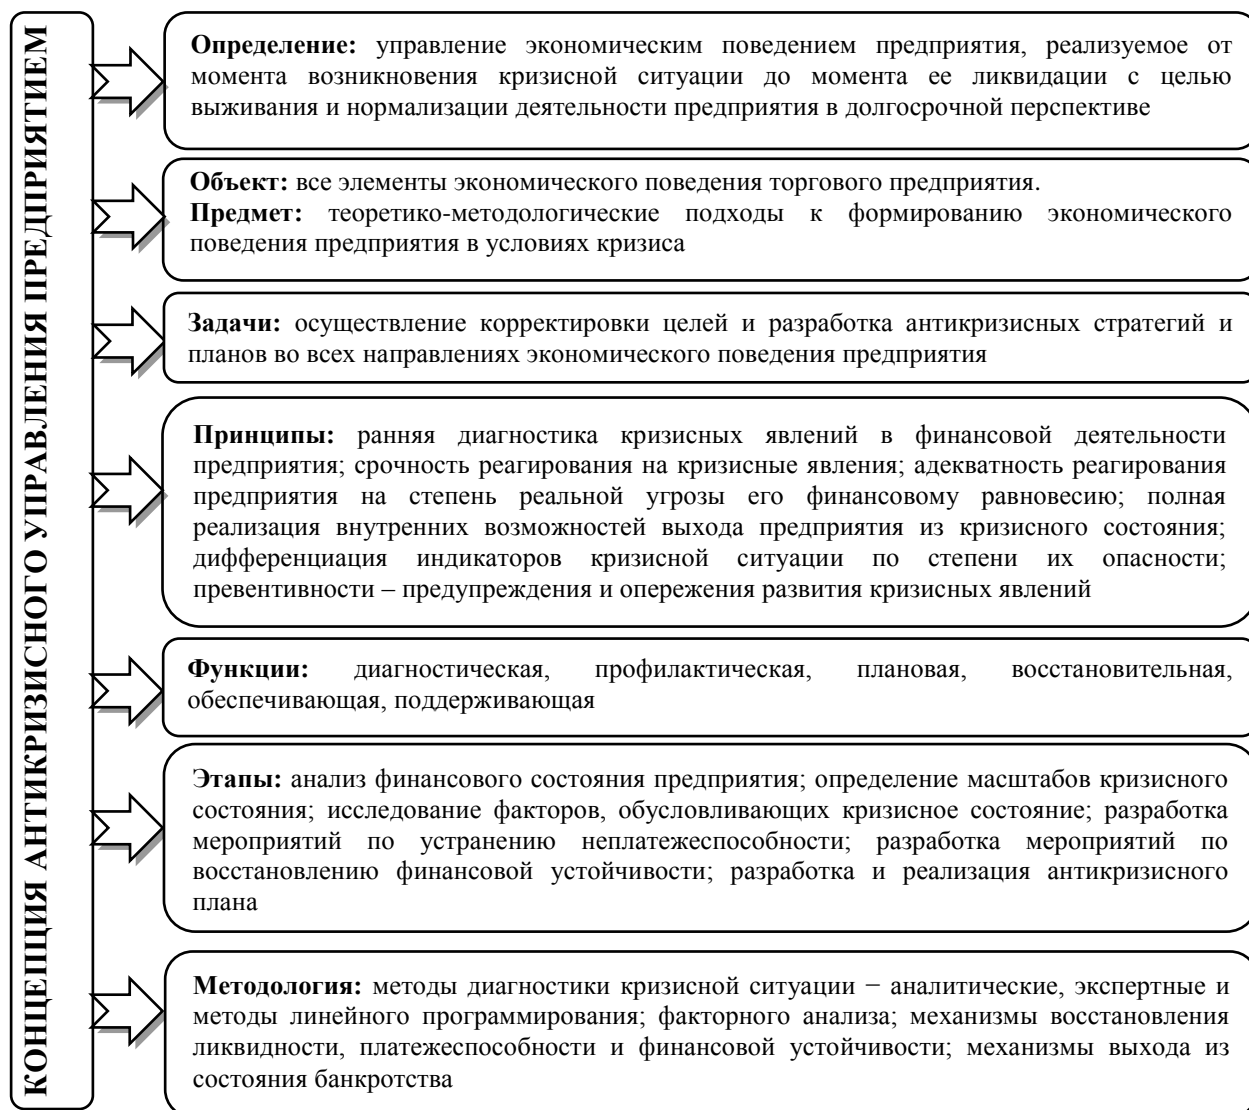 КОНЦЕПЦИЯ АНТИКРИЗИСНОГО УПРАВЛЕНИЯ ПРЕДПРИЯТИЕМ
Определение: управление экономическим поведением предприятия, реализуемое от
момента возникновения кризисной ситуации до момента ее ликвидации с целью
выживания и нормализации деятельности предприятия в долгосрочной перспективе
Объект: все элементы экономического поведения торгового предприятия.
Предмет: теоретико-методологические подходы к формированию экономического
поведения предприятия в условиях кризиса
Задачи: осуществление корректировки целей и разработка антикризисных стратегий и
планов во всех направлениях экономического поведения предприятия
Принципы: ранняя диагностика кризисных явлений в финансовой деятельности
предприятия; срочность реагирования на кризисные явления; адекватность реагирования
предприятия на степень реальной угрозы его финансовому равновесию; полная
реализация внутренних возможностей выхода предприятия из кризисного состояния;
дифференциация индикаторов кризисной ситуации по степени их опасности;
превентивности – предупреждения и опережения развития кризисных явлений
Функции: диагностическая, профилактическая, плановая, восстановительная,
обеспечивающая, поддерживающая
Этапы: анализ финансового состояния предприятия; определение масштабов кризисного
состояния; исследование факторов, обусловливающих кризисное состояние; разработка
мероприятий по устранению неплатежеспособности; разработка мероприятий по
восстановлению финансовой устойчивости; разработка и реализация антикризисного
плана
Методология: методы диагностики кризисной ситуации − аналитические, экспертные и
методы линейного программирования; факторного анализа; механизмы восстановления
ликвидности, платежеспособности и финансовой устойчивости; механизмы выхода из
состояния банкротства